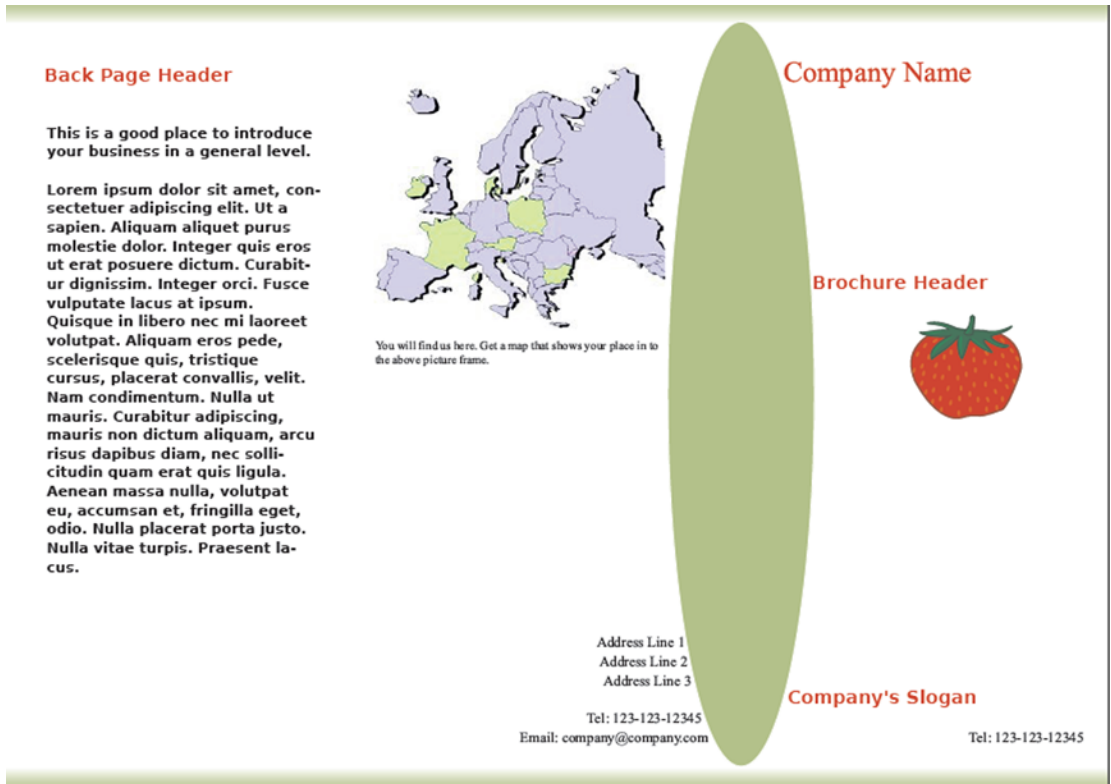 Back Page Header
This is a good place to introduce
your business in a general level.
Lorem ipsum dolor sit amet, con-
sectetuer adipiscing elit. Ut a
sapien. Aliquam aliquet purus
molestie dolor. Integer quis eros
ut erat posuere dictum. Curabit-
ur dignissim. Integer orci. Fusce
vulputate lacus at ipsum.
Quisque in libero nec mi laoreet
volutpat. Aliquam eros pede,
scelerisque quis, tristique
cursus, placerat convallis, velit.
Nam condimentum. Nulla ut
mauris. Curabitur adipiscing,
mauris non dictum aliquam, arcu
risus dapibus diam, nec solli-
citudin quam erat quis ligula.
Aenean massa nulla, volutpat
eu, accumsan et, fringilla eget,
odio. Nulla placerat porta justo.
Nulla vitae turpis. Praesent la-
cus.
You will find us here. Get a map that shows your place in to
the above picture frame.
Address Line 1
Address Line 2
Address Line 3
Tel: 123-123-12345
Email: company@company.com
Company Name
Brochure Header
Company's Slogan
Tel: 123-123-12345